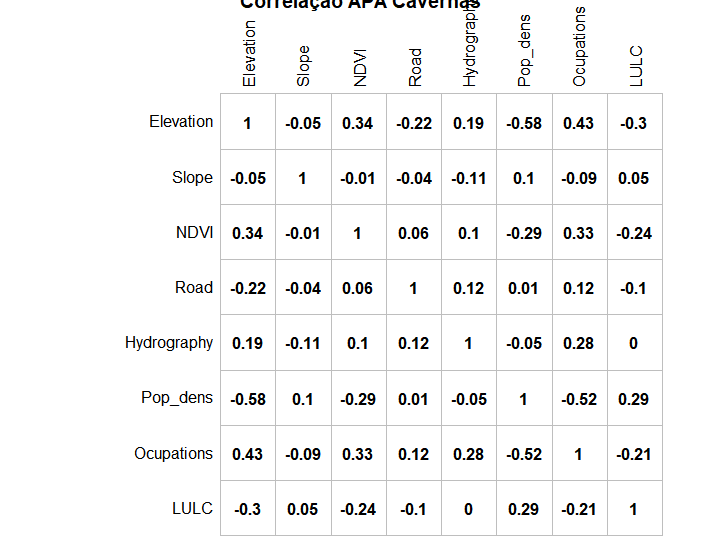 Correlação APA Cavernas
Elevation Slope NDVI Road Hydrography Pop_dens Ocupations LULC
Elevation 1 -0.05 0.34 -0.22 0.19 -0.58 0.43 -0.3
Slope -0.05 1 -0.01 -0.04 -0.11 0.1 -0.09 0.05
NDVI 0.34 -0.01 1 0.06 0.1 -0.29 0.33 -0.24
Road -0.22 -0.04 0.06 1 0.12 0.01 0.12 -0.1
Hydrography 0.19 -0.11 0.1 0.12 1 -0.05 0.28 0
Pop_dens -0.58 0.1 -0.29 0.01 -0.05 1 -0.52 0.29
Ocupations 0.43 -0.09 0.33 0.12 0.28 -0.52 1 -0.21
LULC -0.3 0.05 -0.24 -0.1 0 0.29 -0.21 1